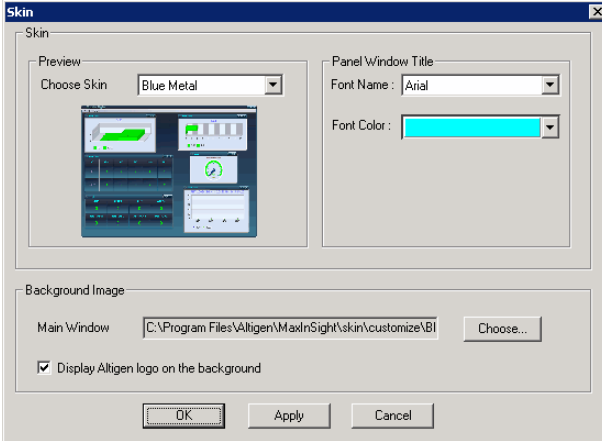 Skin
Skin
Preview
Choose Skin
Blue Metal
Panel Window Title
Font Name :
Arial
Font Color :
Background Image
Main Window
C:\Program Files\Altigen\MaxInSight\skin\customize\Bl
Choose...
Display Altigen logo on the background
OK
Apply
Cancel